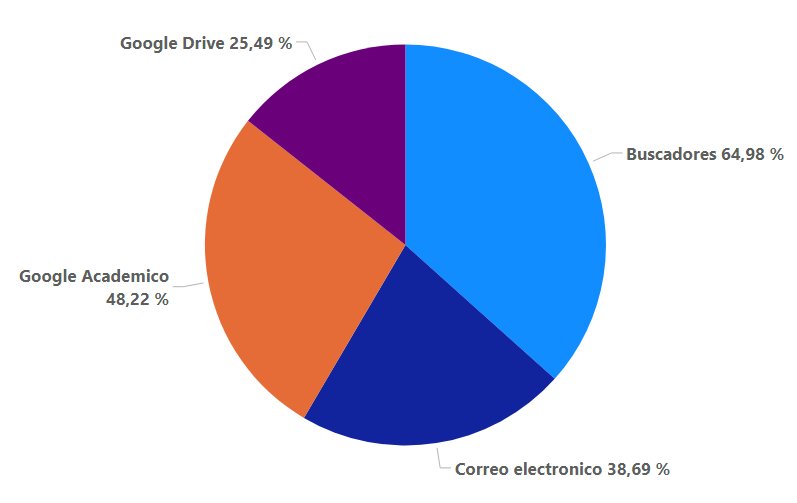 Google Drive 25,49 %
Buscadores 64,98 %
Google Academico
48,22 %
Correo electronico 38,69 %